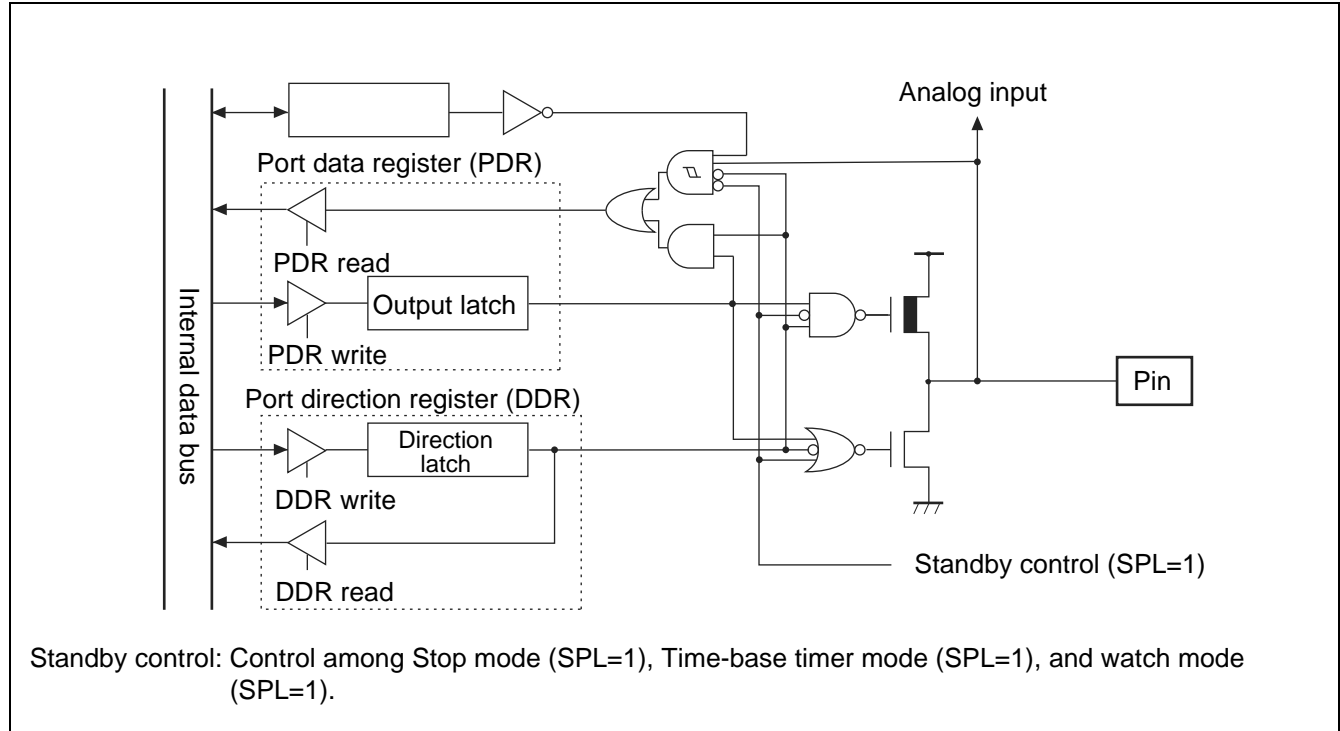 Analog input
Port data register (PDR)
PDR read
Output latch
PDR write
Internal data bus
Pin
Port direction register (DDR)
Direction
latch
DDR write
Standby control (SPL=1)
DDR read
Standby control: Control among Stop mode (SPL=1), Time-base timer mode (SPL=1), and watch mode
(SPL=1).